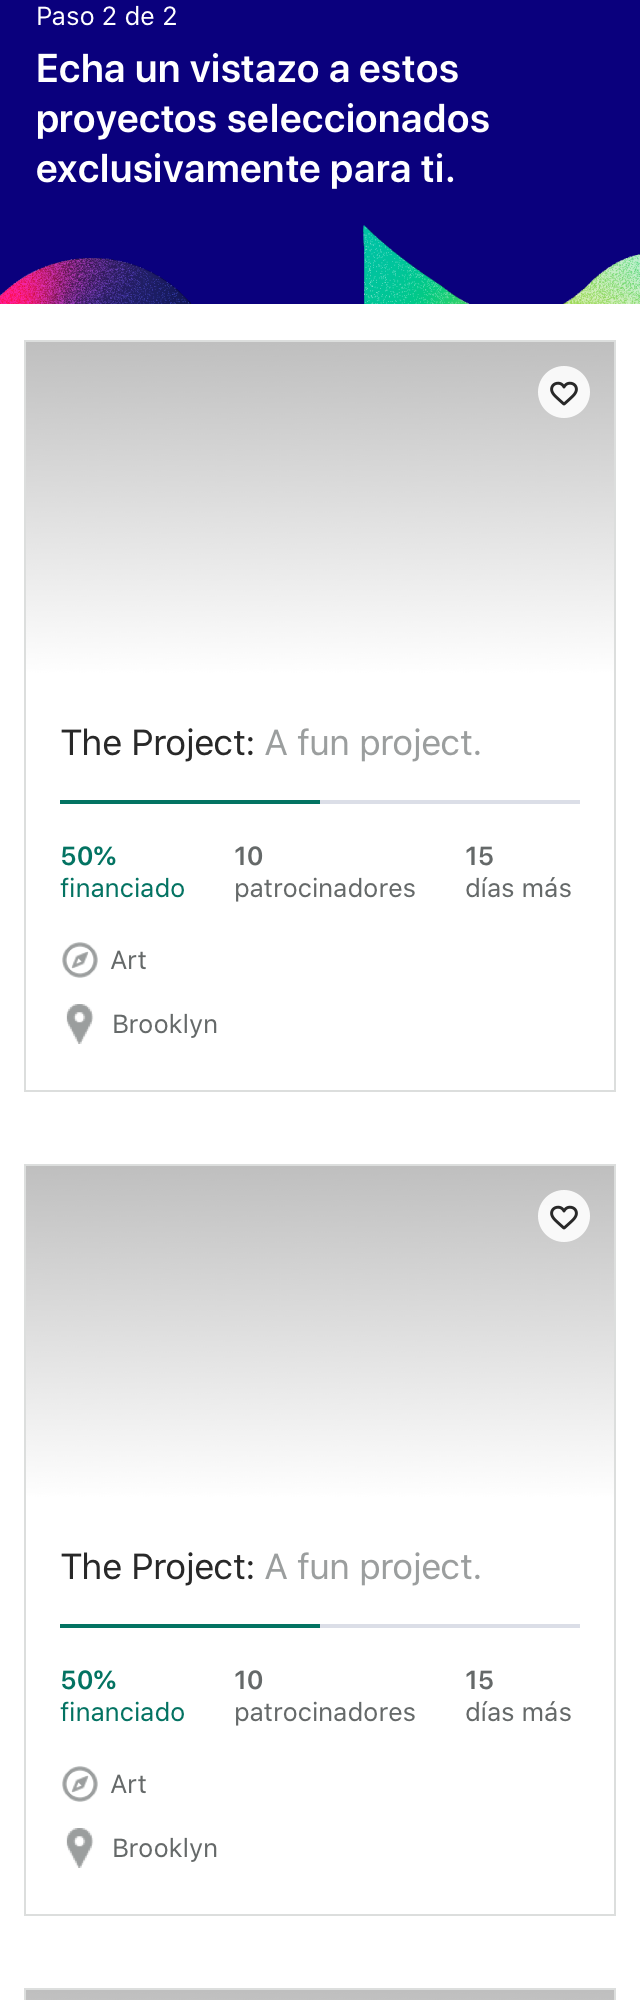 Paso 2 de 2
Echa un vistazo a estos
proyectos seleccionados
exclusivamente para ti.
The Project: A fun project.
50%
financiado
10
patrocinadores
15
días más
Art
Brooklyn
The Project: A fun project.
50%
financiado
10
patrocinadores
15
días más
Art
Brooklyn